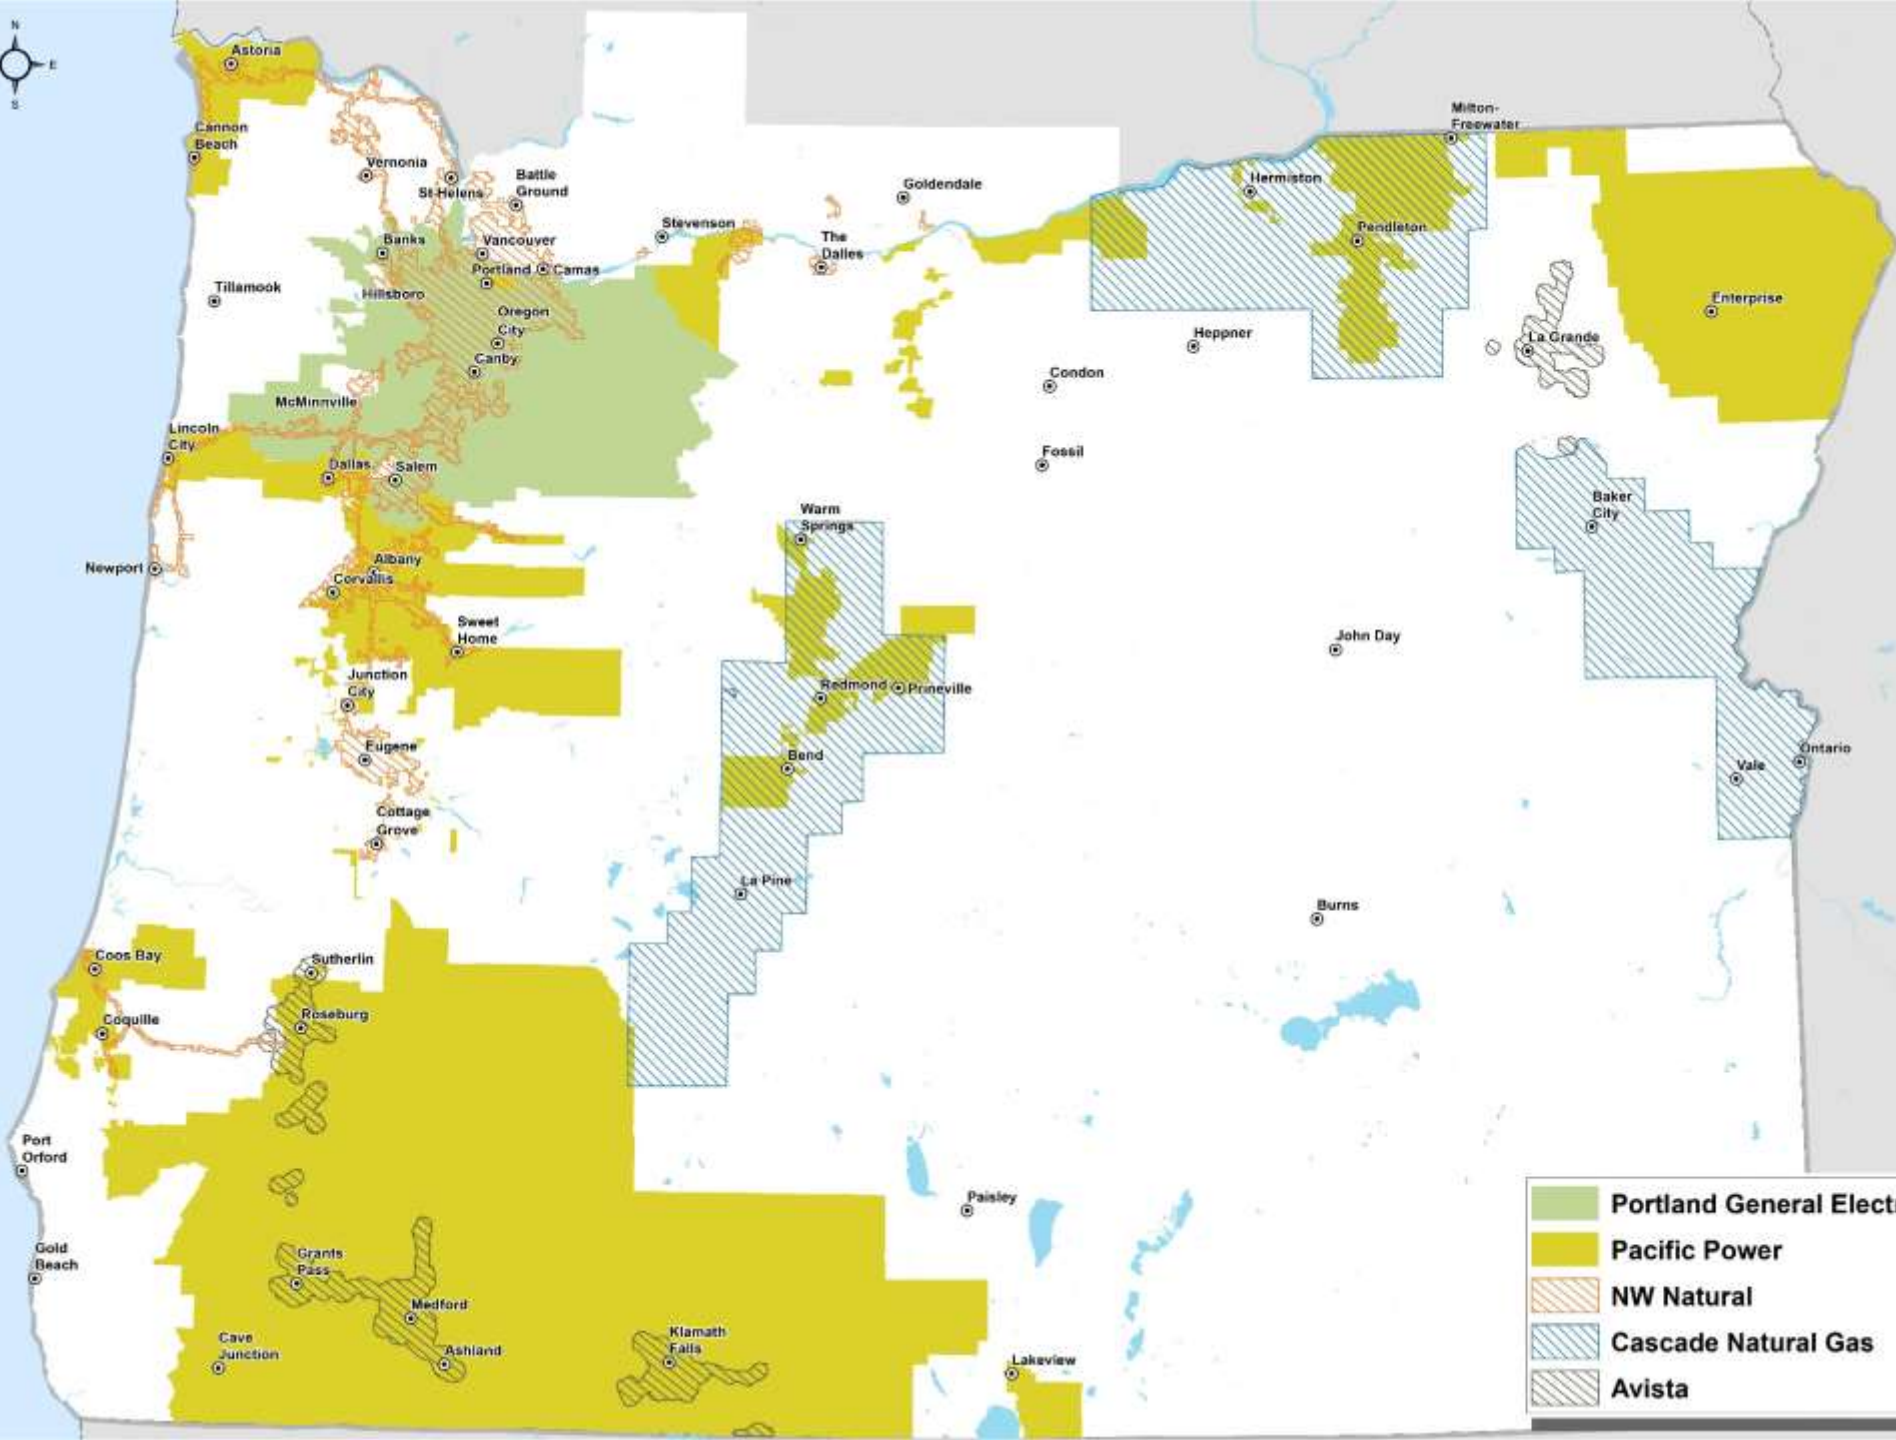 N
E
S
Astoria
Cannon
Beach
Vernonia
St Helens
Battle
Ground
Banks
Vancouver
Portland
Camas
Hillsboro
Oregon
City
Canby
Tillamook
McMinnville
Lincoln
City
Dallas
Salem
Newport
Albany
Corvallis
Sweet
Home
Junction
City
Eugene
Cottage
Grove
Stevenson
The
Dalles
Goldendale
Milton-
Freewater
Hermiston
Pendleton
Enterprise
La Grande
Heppner
Condon
Fossil
Warm
Springs
Redmond
Prineville
Bend
La Pine
John Day
Baker
City
Ontario
Vale
Burns
Coos Bay
Coquille
Sutherlin
Roseburg
Port
Orford
Gold
Beach
Grants
Pass
Medford
Ashland
Cave
Junction
Klamath
Falls
Paisley
Lakeview
Portland General Elect
Pacific Power
NW Natural
Cascade Natural Gas
Avista